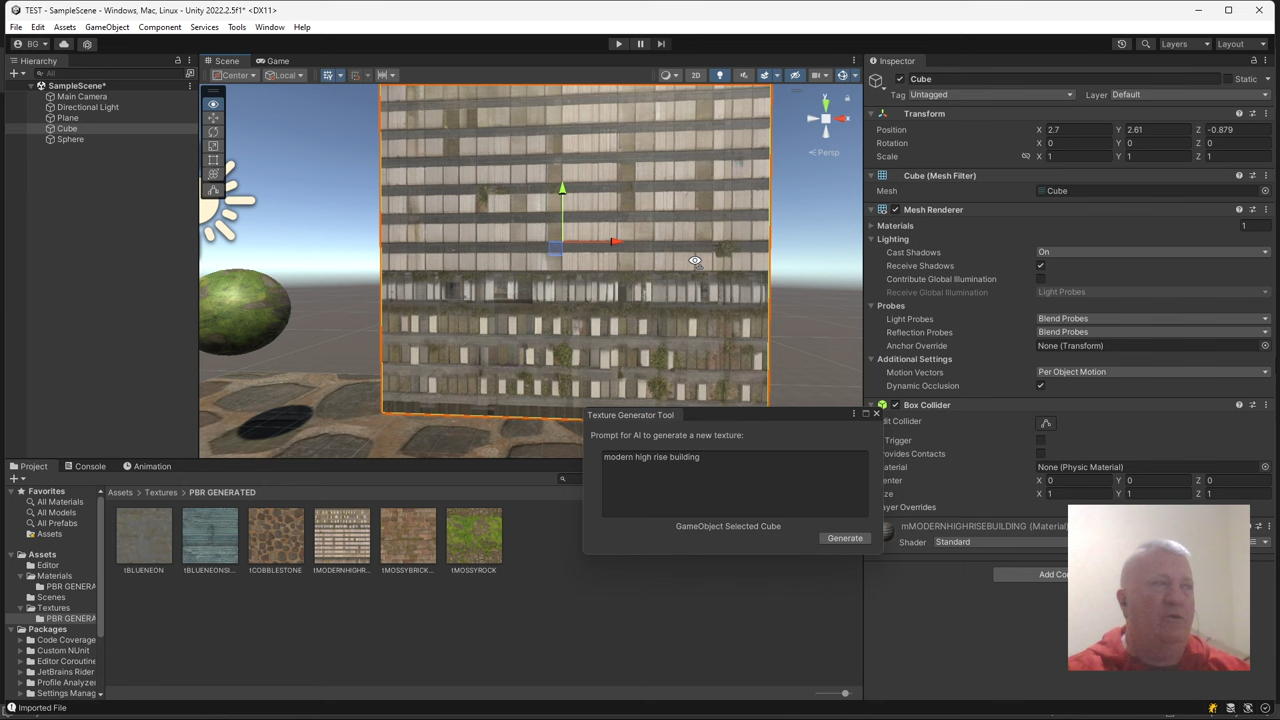 TEST - SampleScene - Windows, Mac, Linux - Unity 2022.2.5f1* <DX11>
File Edit Assets GameObject Component Services Tools Window Help
BG Layers Layout
Hierarchy
All
SampleScene*
Main Camera
Directional Light
Plane
Cube
Sphere
Scene Game
Center Local 2D
y
x
Persp
Inspector
Cube Static
Tag Untagged Layer Default
Transform
Position X 2.7 Y 2.61 Z -0.879
Rotation X 0 Y 0 Z 0
Scale X 1 Y 1 Z 1
Cube (Mesh Filter)
Mesh Cube
Mesh Renderer
Materials 1
Lighting
Cast Shadows On
Receive Shadows
Contribute Global Illumination
Receive Global Illumination Light Probes
Probes
Light Probes Blend Probes
Reflection Probes Blend Probes
Anchor Override None (Transform)
Additional Settings
Motion Vectors Per Object Motion
Dynamic Occlusion
Box Collider
dit Collider
Trigger
rovides Contacts
laterial None (Physic Material)
enter X 0 Y 0 Z 0
ize X 1 Y 1 Z 1
ayer Overrides
mMODERNHIGHRISEBUILDING (Material)
Shader Standard
Add Co
Texture Generator Tool
Prompt for AI to generate a new texture:
modern high rise building
GameObject Selected Cube
Generate
Project Console Animation
Favorites
All Materials
All Models
All Prefabs
Assets
Assets
Editor
Materials
PBR GENERA
Scenes
Textures
PBR GENERA
Packages
Code Coverage
Custom NUnit
Editor Coroutine
JetBrains Rider
Profile Analyzer
Settings Manag
Assets > Textures > PBR GENERATED
tBLUENEON tBLUENEONSI... tCOBBLESTONE tMODERNHIGHR... tMOSSYBRICK... tMOSSYROCK
Imported File